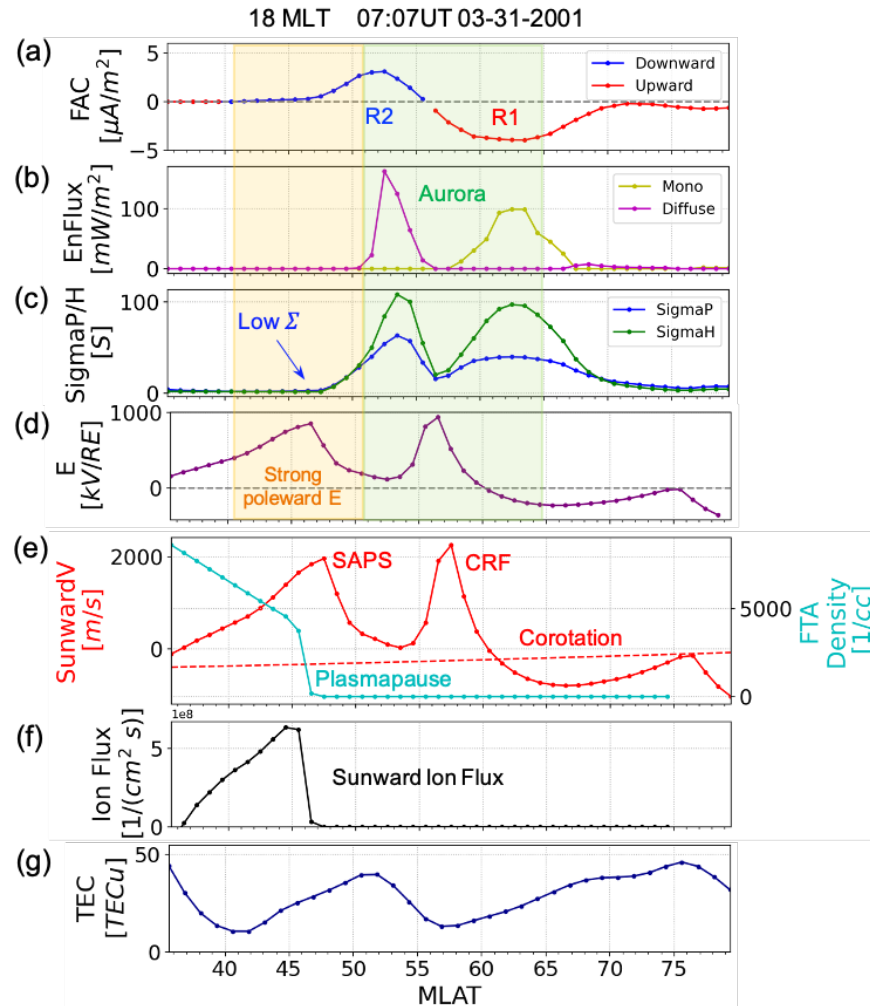 18 MLT 07:07UT 03-31-2001
(a)
FAC
[μA/m²]
5
0
−5
Downward
Upward
R2
R1
(b)
EnFlux
[mW/m²]
100
0
Aurora
Mono
Diffuse
(c)
SigmaP/H
[S]
100
0
Low Σ
SigmaP
SigmaH
(d)
E
[kV/RE]
1000
0
Strong
poleward E
(e)
SunwardV
[m/s]
2000
0
SAPS
CRF
Corotation
Plasmapause
5000
0
FTA
Density
[1/cc]
(f)
Ion Flux
[1/(cm² s)]
1e8
5
0
Sunward Ion Flux
(g)
TEC
[TECu]
50
0
40 45 50 55 60 65 70 75
MLAT